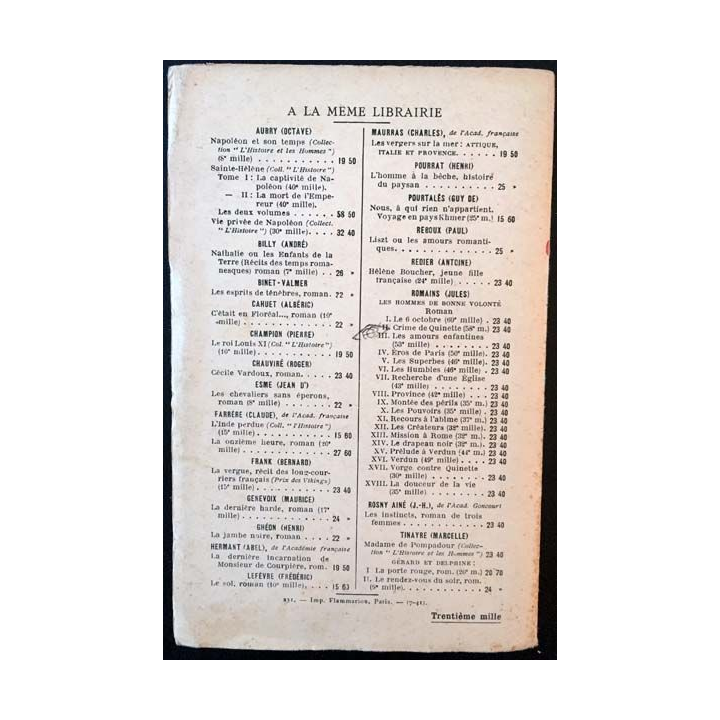 A LA MÊME LIBRAIRIE
AUBRY (OCTAVE)
Napoléon et son temps (Collec-
tion " L'Histoire et les Hommes ")
(8e mille) . . . . . . . . . . . 19 50
Sainte-Hélène (Coll. " L'Histoire ")
Tome I : La captivité de Na-
poléon (40e mille).
— II : La mort de l'Empe-
reur (40e mille).
Les deux volumes . . . . . . 58 50
Vie privée de Napoléon (Collect.
" L'Histoire ") (30e mille). . . . 32 40
BILLY (ANDRÉ)
Nathalie ou les Enfants de la
Terre (Récits des temps roma-
nesques) roman (7e mille) . . 26 »
BINET-VALMER
Les esprits de ténèbres, roman. 22 »
CAHUET (ALBÉRIC)
C'était en Floréal..., roman (10e
mille) . . . . . . . . . . . . 22 »
CHAMPION (PIERRE)
Le roi Louis XI (Col. "L'Histoire")
(10e mille) . . . . . . . . . . 19 50
CHAUVIRÉ (ROGER)
Cécile Vardoux, roman. . . . . 23 40
ESME (JEAN D')
Les chevaliers sans éperons,
roman (8e mille) . . . . . . . 22 »
FARRÈRE (CLAUDE), de l'Acad. française
L'Inde perdue (Coll. " l'Histoire ")
(15e mille) . . . . . . . . . . 15 60
La onzième heure, roman (20e
mille) . . . . . . . . . . . . 27 60
FRANK (BERNARD)
La vergue, récit des long-cour-
riers français (Prix des Vikings)
(15e mille) . . . . . . . . . . 23 40
GENEVOIX (MAURICE)
La dernière harde, roman (17e
mille) . . . . . . . . . . . . 24 »
GHÉON (HENRI)
La jambe noire, roman . . . . 22 »
HERMANT (ABEL), de l'Académie française
La dernière incarnation de
Monsieur de Courpière, rom. 19 50
LEFÈVRE (FRÉDÉRIC)
Le sol, roman (10e mille). . . . 15 60
MAURRAS (CHARLES), de l'Acad. française
Les vergers sur la mer : ATTIQUE,
ITALIE ET PROVENCE. . . . . . 19 50
POURRAT (HENRI)
L'homme à la bêche, histoire
du paysan . . . . . . . . . . 25 »
POURTALÈS (GUY DE)
Nous, à qui rien n'appartient.
Voyage en pays Khmer (25e m.) 15 60
REBOUX (PAUL)
Liszt ou les amours romanti-
ques. . . . . . . . . . . . . 25 »
REDIER (ANTOINE)
Hélène Boucher, jeune fille
française (24e mille) . . . . . 23 40
ROMAINS (JULES)
LES HOMMES DE BONNE VOLONTÉ
Roman
I. Le 6 octobre (60e mille) . 23 40
II. Crime de Quinette (58e m.) 23 40
III. Les amours enfantines
(53e mille) . . . . . . . . 23 40
IV. Éros de Paris (50e mille). 23 40
V. Les Superbes (46e mille) . 23 40
VI. Les Humbles (46e mille) . 23 40
VII. Recherche d'une Église
(43e mille) . . . . . . . . 23 40
VIII. Province (42e mille) . . . 23 40
IX. Montée des périls (35e m.) 23 40
X. Les Pouvoirs (35e mille) . 23 40
XI. Recours à l'abîme (37e m.) 23 40
XII. Les Créateurs (32e mille). 23 40
XIII. Mission à Rome (32e m.). 23 40
XIV. Le drapeau noir (32e m.). 23 40
XV. Prélude à Verdun (44e m.) 23 40
XVI. Verdun (49e mille) . . . . 23 40
XVII. Vorge contre Quinette
(30e mille) . . . . . . . . 23 40
XVIII. La douceur de la vie
(35e mille) . . . . . . . . 23 40
ROSNY AINÉ (J.-H.), de l'Acad. Goncourt
Les instincts, roman de trois
femmes . . . . . . . . . . . . 23 40
TINAYRE (MARCELLE)
Madame de Pompadour (Collec-
tion " L'Histoire et les Hommes ") 23 40
GÉRARD ET DELPHINE :
I La porte rouge, rom. (20e m.) 20 70
II. Le rendez-vous du soir, rom.
(9e mille). . . . . . . . . . . 24 »
— Imp. Flammarion, Paris. — (7-41).
Trentième mille